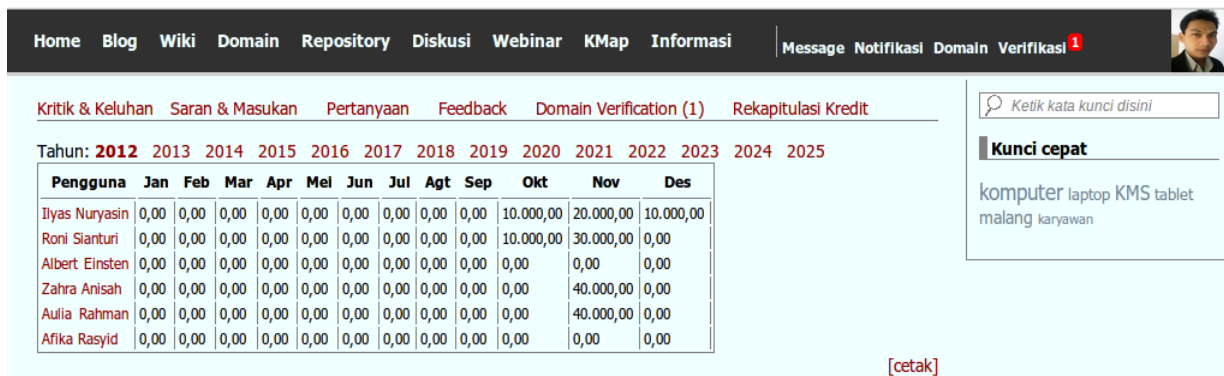 Home Blog Wiki Domain Repository Diskusi Webinar KMap Informasi Message Notifikasi Domain Verifikasi 1
Kritik & Keluhan Saran & Masukan Pertanyaan Feedback Domain Verification (1) Rekapitulasi Kredit
Tahun: 2012 2013 2014 2015 2016 2017 2018 2019 2020 2021 2022 2023 2024 2025
Pengguna Jan Feb Mar Apr Mei Jun Jul Agt Sep Okt Nov Des
Ilyas Nuryasin 0,00 0,00 0,00 0,00 0,00 0,00 0,00 0,00 0,00 10.000,00 20.000,00 10.000,00
Roni Sianturi 0,00 0,00 0,00 0,00 0,00 0,00 0,00 0,00 0,00 10.000,00 30.000,00 0,00
Albert Einsten 0,00 0,00 0,00 0,00 0,00 0,00 0,00 0,00 0,00 0,00 0,00 0,00
Zahra Anisah 0,00 0,00 0,00 0,00 0,00 0,00 0,00 0,00 0,00 0,00 40.000,00 0,00
Aulia Rahman 0,00 0,00 0,00 0,00 0,00 0,00 0,00 0,00 0,00 0,00 40.000,00 0,00
Afika Rasyid 0,00 0,00 0,00 0,00 0,00 0,00 0,00 0,00 0,00 0,00 0,00 0,00
[cetak]
Ketik kata kunci disini
Kunci cepat
komputer laptop KMS tablet
malang karyawan